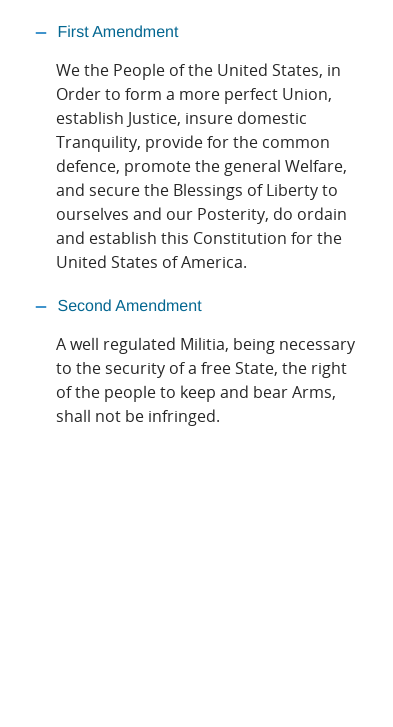 First Amendment
We the People of the United States, in
Order to form a more perfect Union,
establish Justice, insure domestic
Tranquility, provide for the common
defence, promote the general Welfare,
and secure the Blessings of Liberty to
ourselves and our Posterity, do ordain
and establish this Constitution for the
United States of America.
Second Amendment
A well regulated Militia, being necessary
to the security of a free State, the right
of the people to keep and bear Arms,
shall not be infringed.